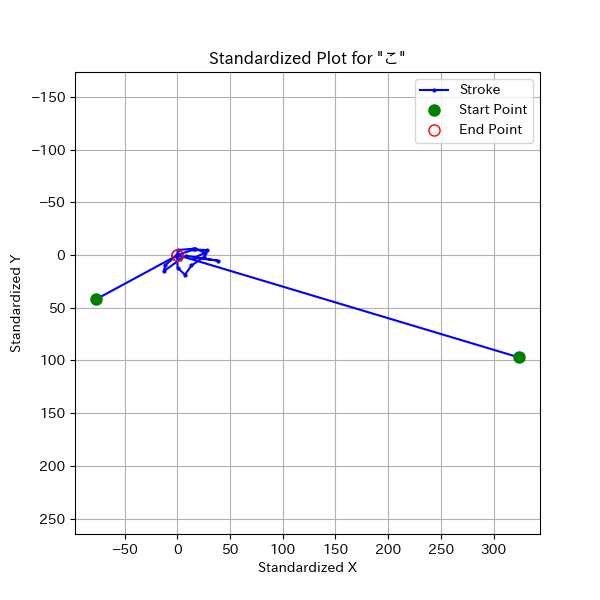 Standardized Plot for "こ"
Stroke
Start Point
End Point
−150
−100
−50
0
50
100
150
200
250
Standardized Y
−50
0
50
100
150
200
250
300
Standardized X